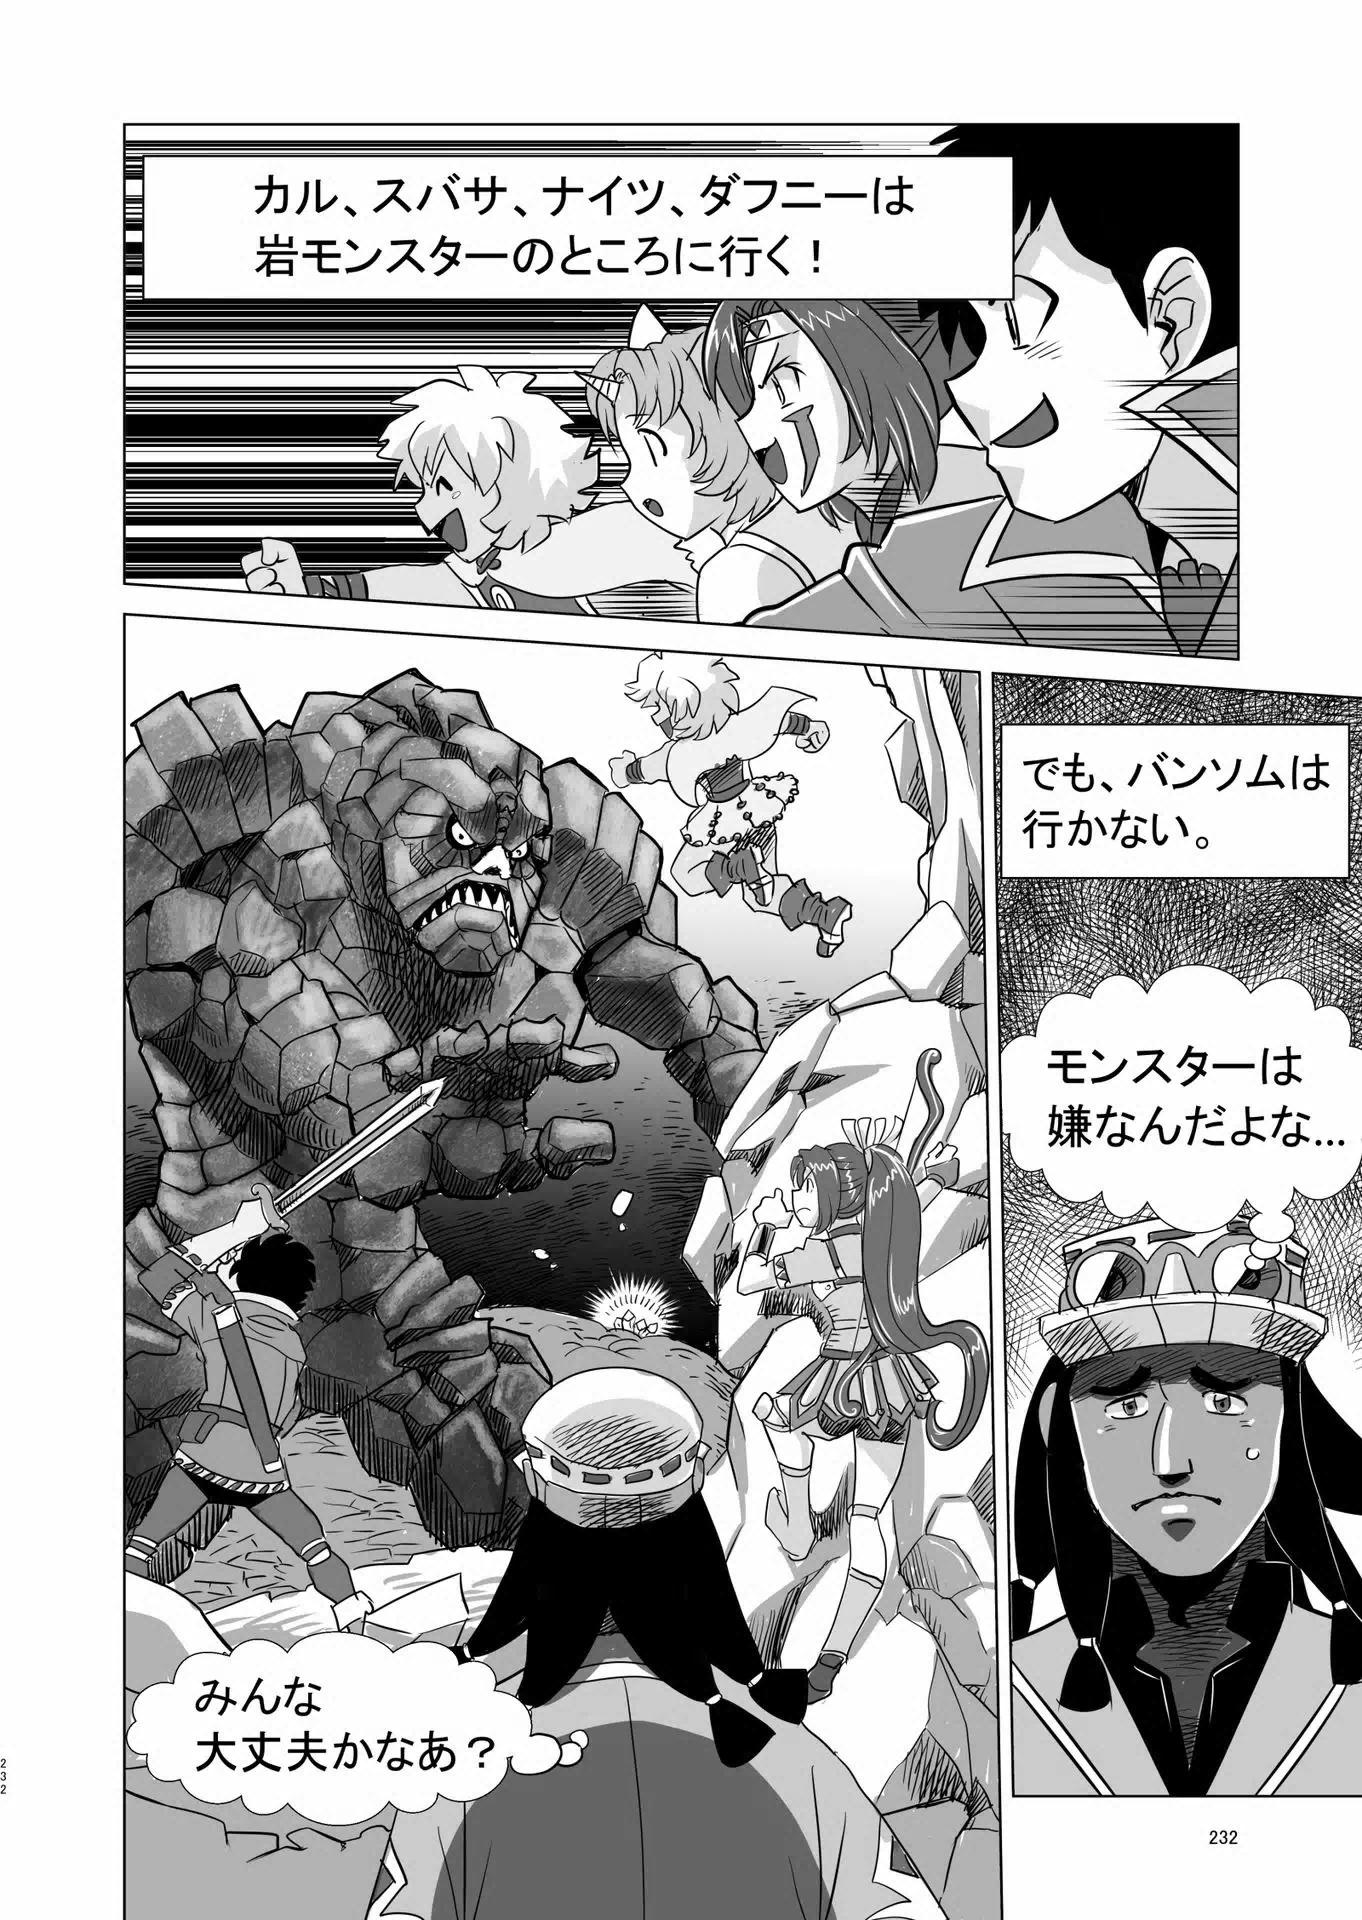 カル、スバサ、ナイツ、ダフニーは
岩モンスターのところに行く！
でも、バンソムは
行かない。
モンスターは
嫌なんだよな...
みんな
大丈夫かなあ？
232
232